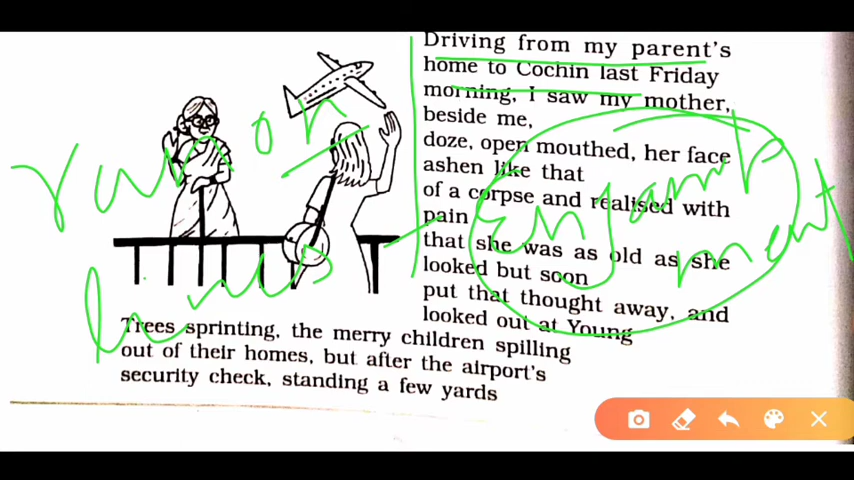 Driving from my parent's
home to Cochin last Friday
morning, I saw my mother,
beside me,
doze, open mouthed, her face
ashen like that
of a corpse and realised with
pain
that she was as old as she
looked but soon
put that thought away, and
looked out at Young
Trees sprinting, the merry children spilling
out of their homes, but after the airport's
security check, standing a few yards
run on
lines
Enjamb
ment